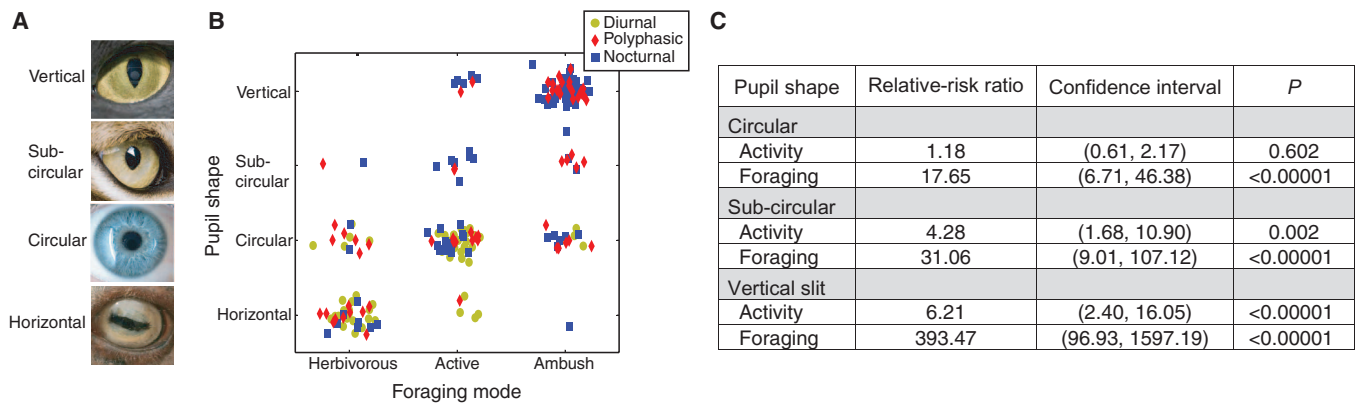 A
Vertical
Sub-
circular
Circular
Horizontal
B
Diurnal
Polyphasic
Nocturnal
Pupil shape
Vertical
Sub-
circular
Circular
Horizontal
Herbivorous Active Ambush
Foraging mode
C
Pupil shape Relative-risk ratio Confidence interval P
Circular
Activity 1.18 (0.61, 2.17) 0.602
Foraging 17.65 (6.71, 46.38) <0.00001
Sub-circular
Activity 4.28 (1.68, 10.90) 0.002
Foraging 31.06 (9.01, 107.12) <0.00001
Vertical slit
Activity 6.21 (2.40, 16.05) <0.00001
Foraging 393.47 (96.93, 1597.19) <0.00001